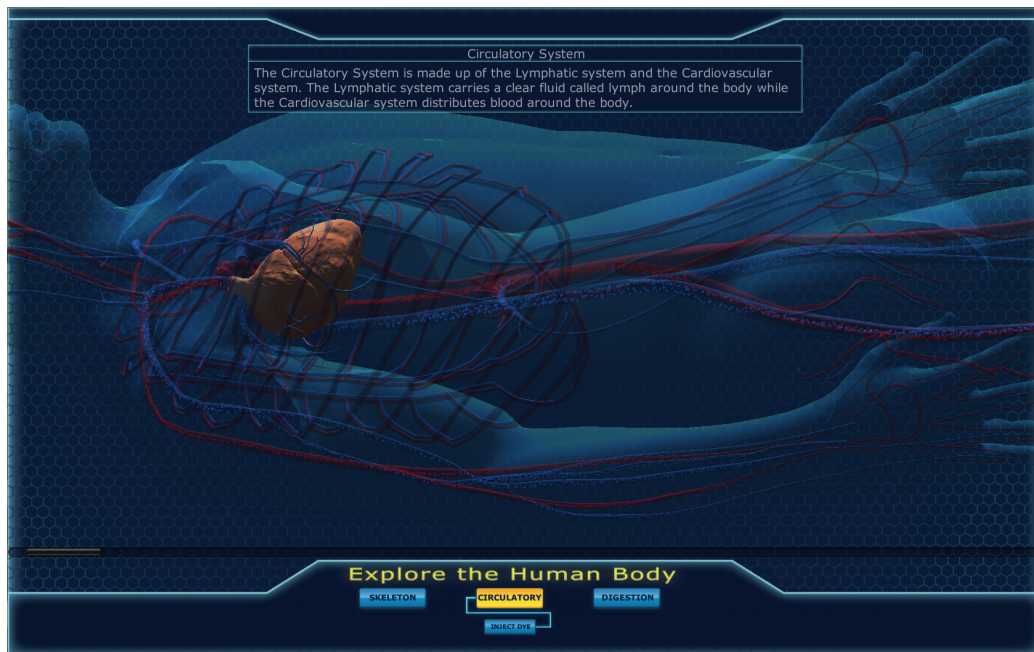 Circulatory System
The Circulatory System is made up of the Lymphatic system and the Cardiovascular
system. The Lymphatic system carries a clear fluid called lymph around the body while
the Cardiovascular system distributes blood around the body.
Explore the Human Body
SKELETON
CIRCULATORY
DIGESTION
INJECT DYE